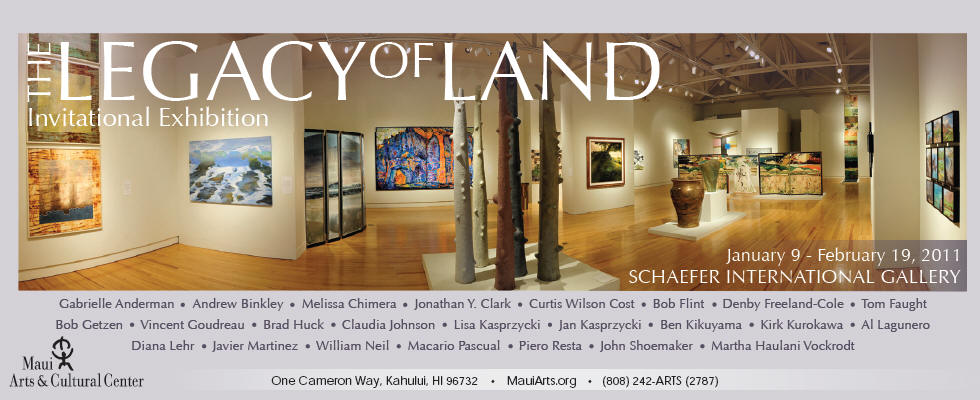 THE LEGACY OF LAND
Invitational Exhibition
January 9 - February 19, 2011
SCHAEFER INTERNATIONAL GALLERY
Gabrielle Anderman • Andrew Binkley • Melissa Chimera • Jonathan Y. Clark • Curtis Wilson Cost • Bob Flint • Denby Freeland-Cole • Tom Faught
Bob Getzen • Vincent Goudreau • Brad Huck • Claudia Johnson • Lisa Kasprzycki • Jan Kasprzycki • Ben Kikuyama • Kirk Kurokawa • Al Lagunero
Diana Lehr • Javier Martinez • William Neil • Macario Pascual • Piero Resta • John Shoemaker • Martha Haulani Vockrodt
Maui
Arts & Cultural Center
One Cameron Way, Kahului, HI 96732 • MauiArts.org • (808) 242-ARTS (2787)